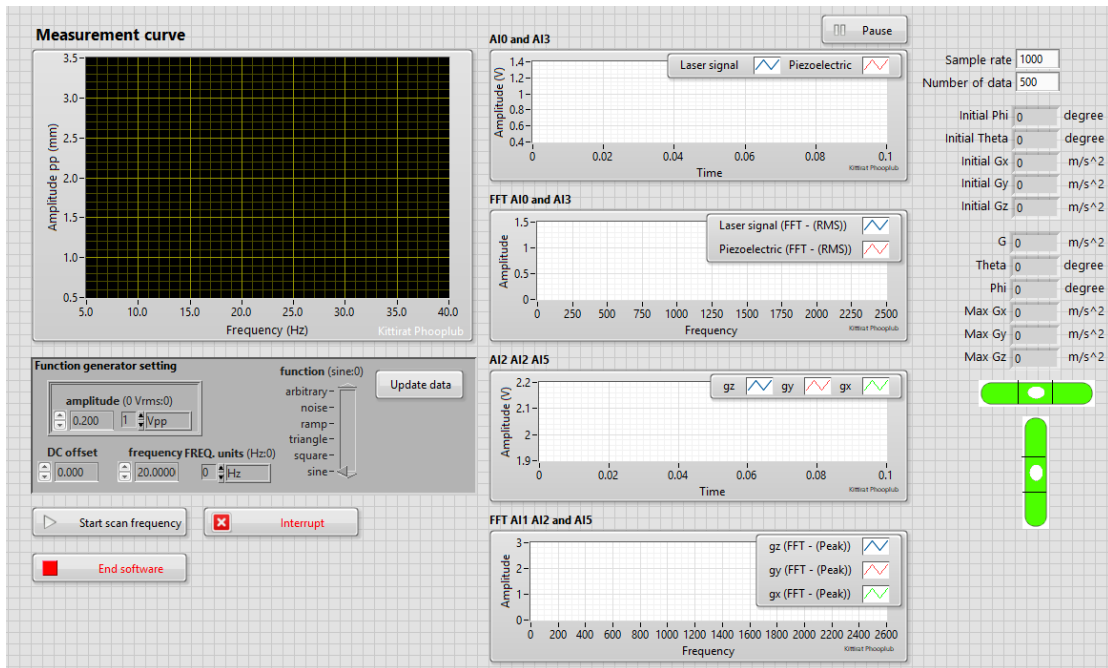 Measurement curve
3.5
3.0
2.5
2.0
1.5
1.0
0.5
Amplitude pp (mm)
5.0 10.0 15.0 20.0 25.0 30.0 35.0 40.0
Frequency (Hz)
Kittirat Phooplub
Function generator setting
amplitude (0 Vrms:0)
0.200 1 Vpp
DC offset
0.000
frequency
20.0000
FREQ. units (Hz:0)
0 Hz
function (sine:0)
arbitrary
noise
ramp
triangle
square
sine
Update data
Start scan frequency
Interrupt
End software
Pause
AI0 and AI3
Laser signal Piezoelectric
1.4
1.2
1
0.8
0.6
0.4
Amplitude (V)
0 0.02 0.04 0.06 0.08 0.1
Time
Kittirat Phooplub
FFT AI0 and AI3
Laser signal (FFT - (RMS))
Piezoelectric (FFT - (RMS))
1.5
1
0.5
0
Amplitude
0 250 500 750 1000 1250 1500 1750 2000 2250 2500
Frequency
Kittirat Phooplub
AI2 AI2 AI5
gz gy gx
2.2
2.1
2
1.9
Amplitude (V)
0 0.02 0.04 0.06 0.08 0.1
Time
Kittirat Phooplub
FFT AI1 AI2 and AI5
gz (FFT - (Peak))
gy (FFT - (Peak))
gx (FFT - (Peak))
3
2
1
0
Amplitude
0 200 400 600 800 1000 1200 1400 1600 1800 2000 2200 2400 2600
Frequency
Kittirat Phooplub
Sample rate 1000
Number of data 500
Initial Phi 0 degree
Initial Theta 0 degree
Initial Gx 0 m/s^2
Initial Gy 0 m/s^2
Initial Gz 0 m/s^2
G 0 m/s^2
Theta 0 degree
Phi 0 degree
Max Gx 0 m/s^2
Max Gy 0 m/s^2
Max Gz 0 m/s^2